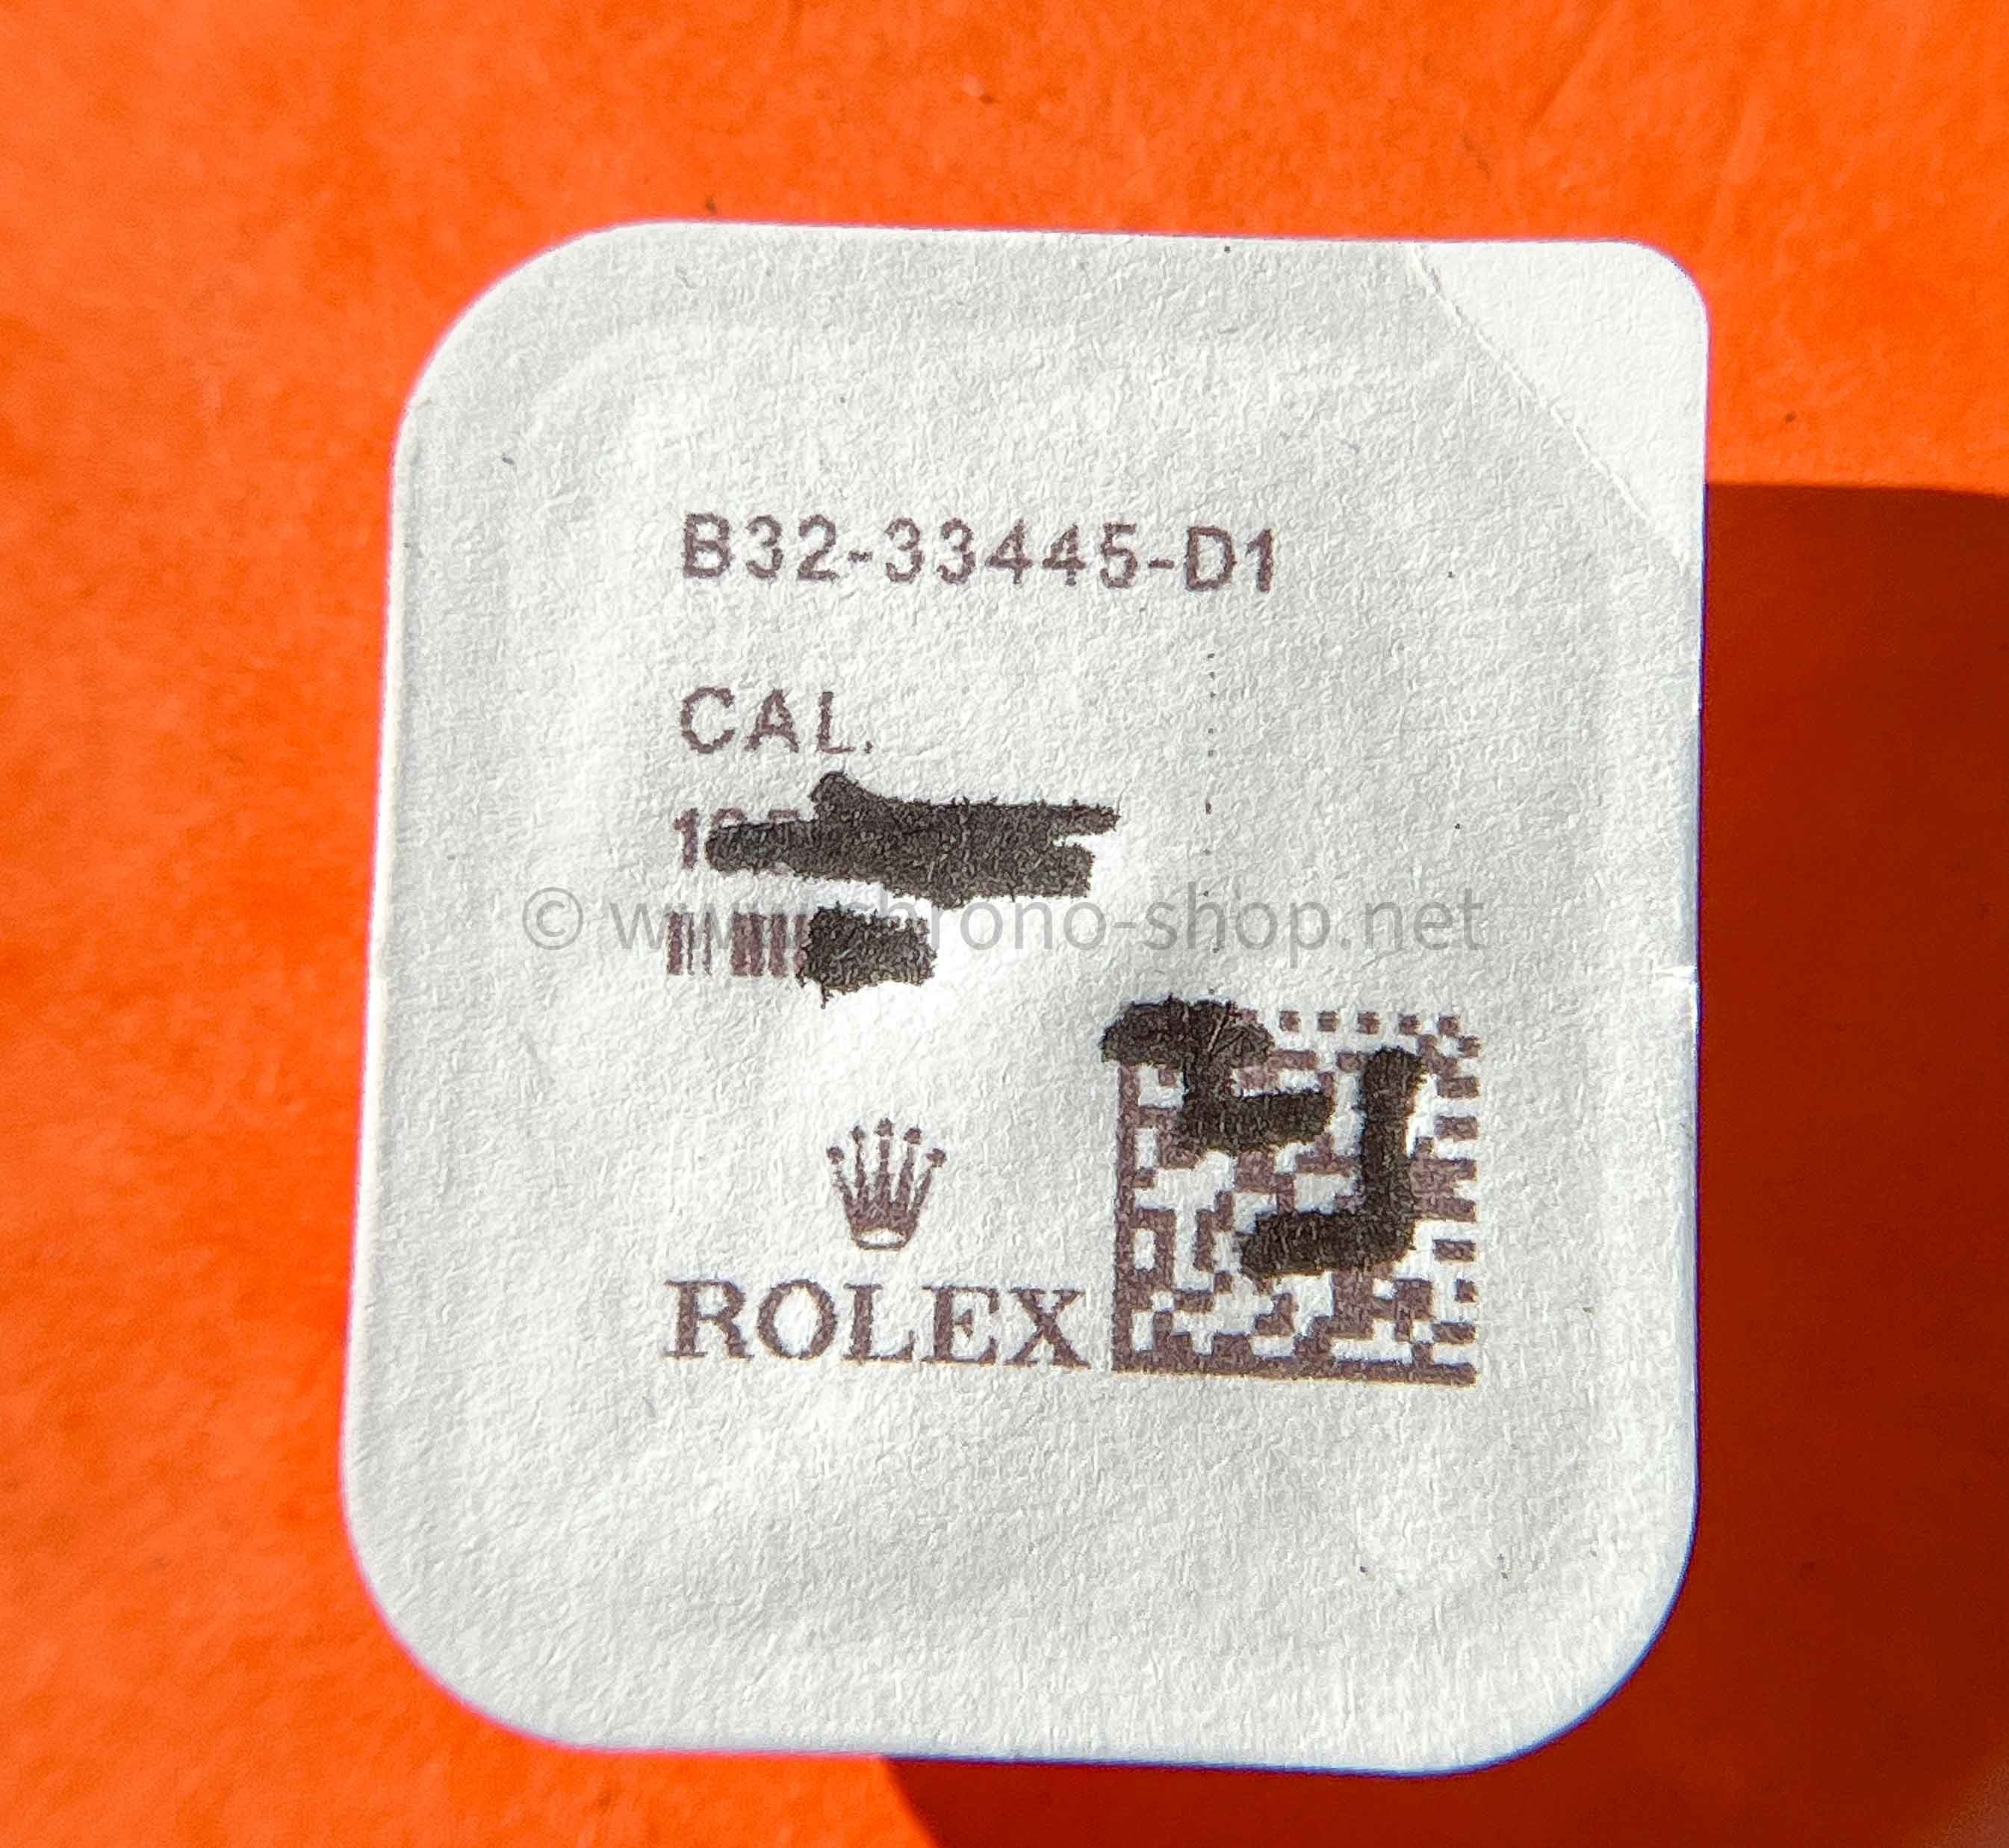 B32-33445-D1
CAL.
© www.chrono-shop.net
ROLEX